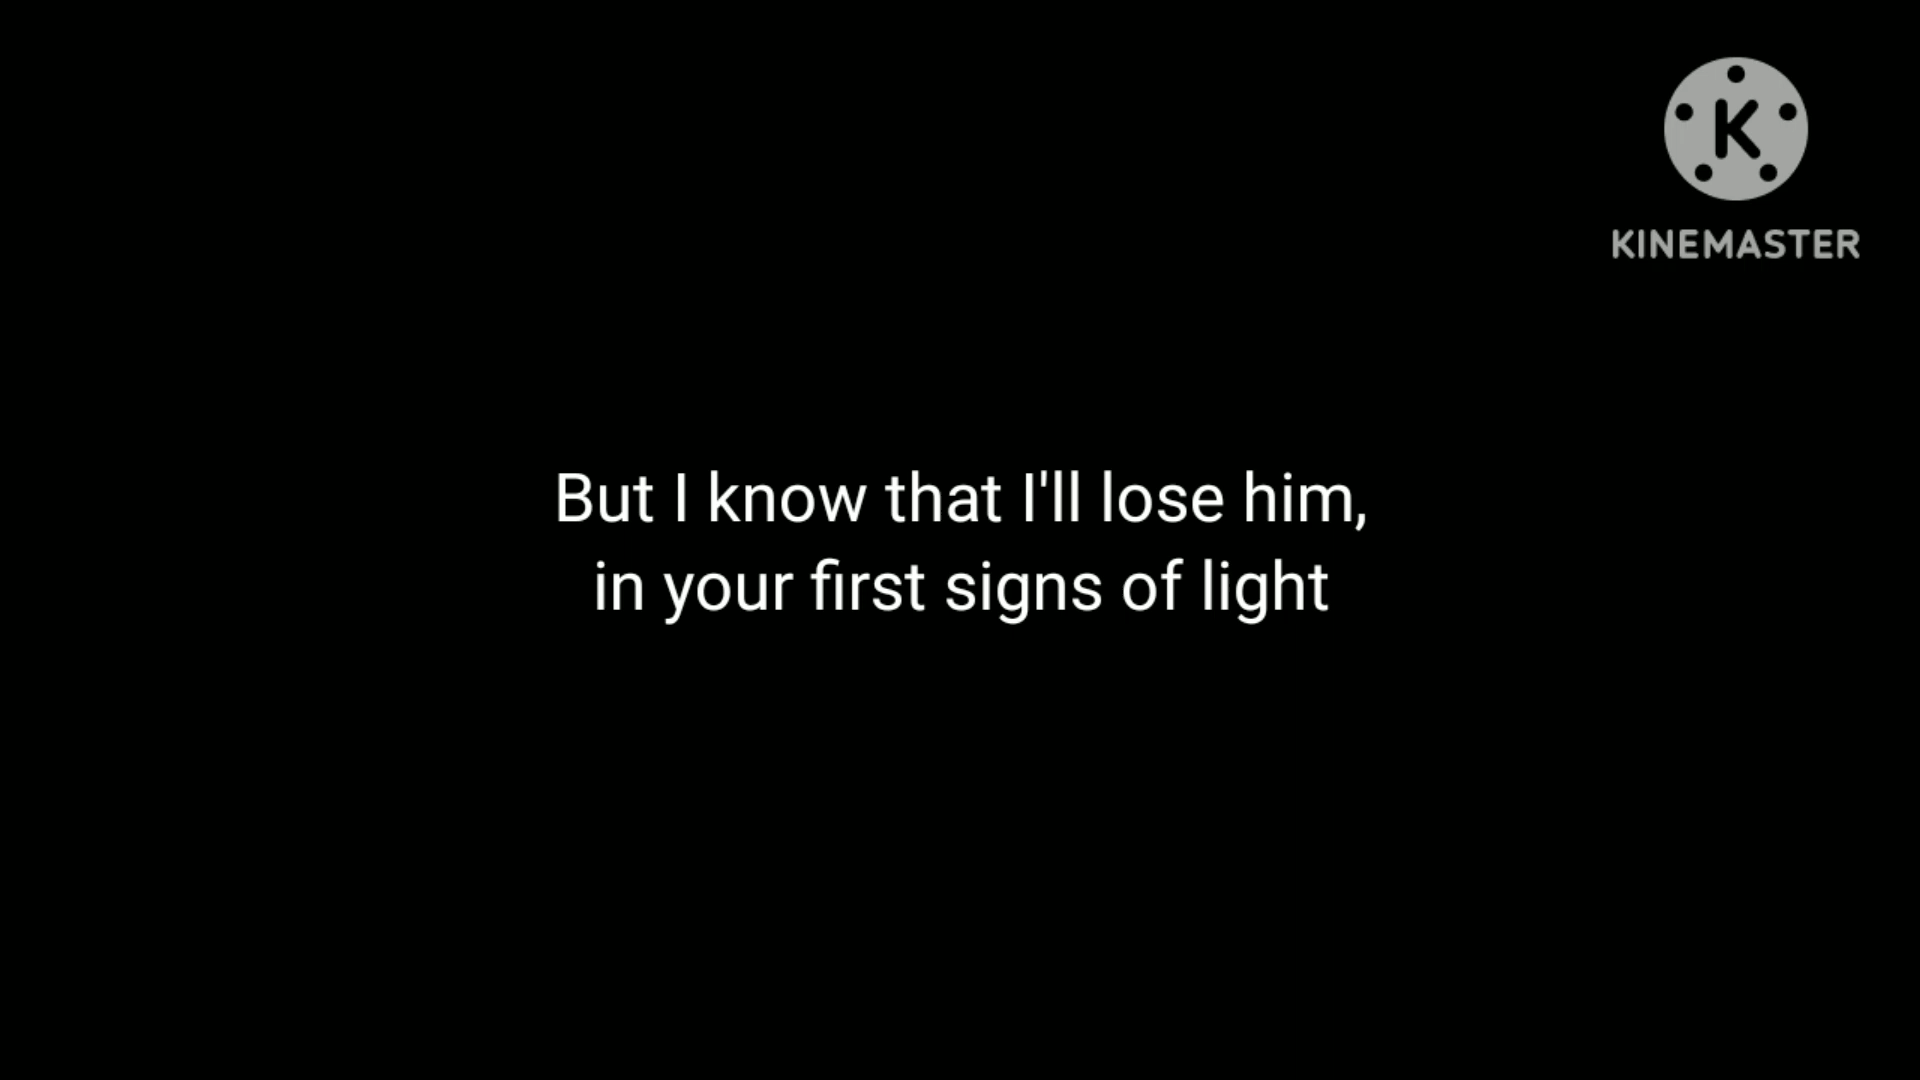 K
KINEMASTER
But I know that I'll lose him,
in your first signs of light